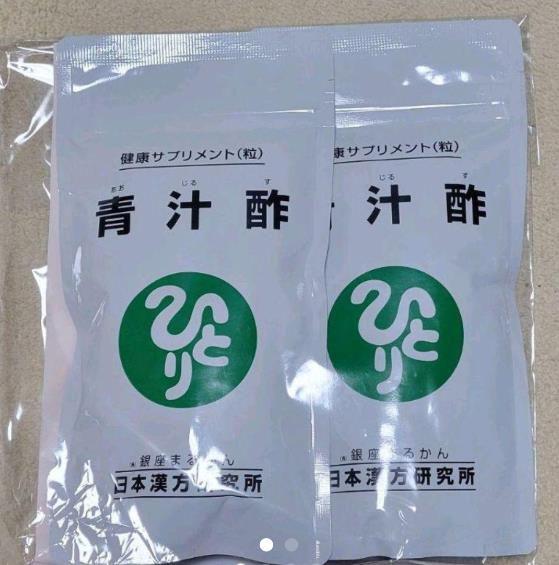 健康サプリメント(粒)
あお じる す
青汁酢
ひとり
㊎銀座まるかん
日本漢方研究所
康サプリメント(粒)
じる す
汁酢
ひとり
銀座まるかん
日本漢方研究所